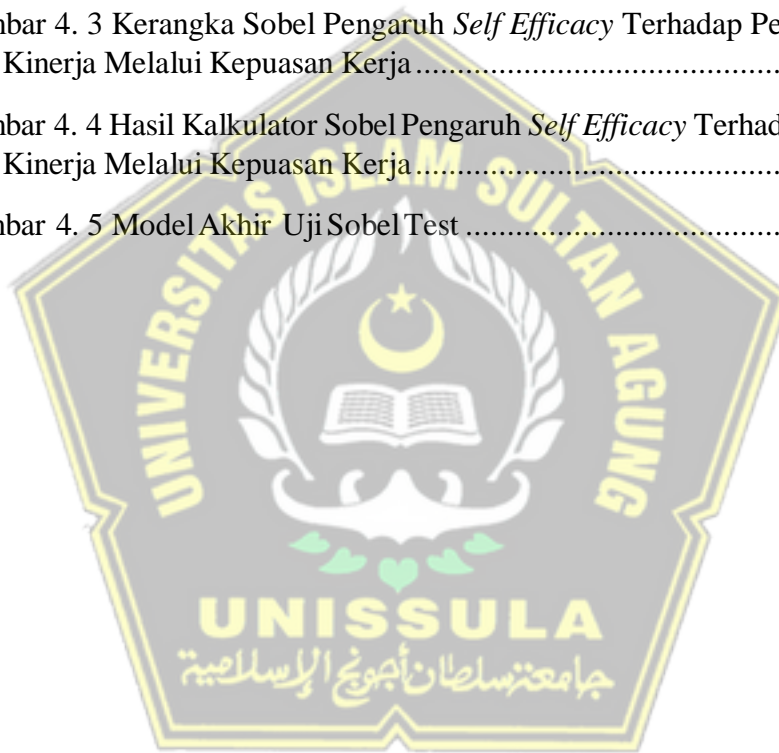 mbar 4. 3 Kerangka Sobel Pengaruh Self Efficacy Terhadap Pe
Kinerja Melalui Kepuasan Kerja
mbar 4. 4 Hasil Kalkulator Sobel Pengaruh Self Efficacy Terhad
Kinerja Melalui Kepuasan Kerja
mbar 4. 5 Model Akhir Uji Sobel Test
UNIVERSITAS ISLAM SULTAN AGUNG
UNISSULA
جامعتنسلطان أجونج الإسلامية